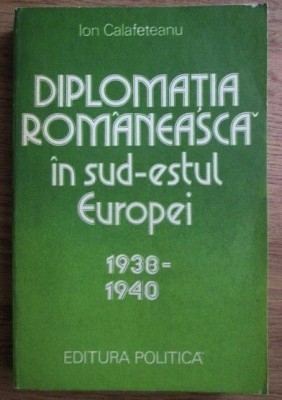 Ion Calafeteanu
DIPLOMAȚIA
ROMÂNEASCĂ
în sud-estul
Europei
1938-
1940
EDITURA POLITICĂ